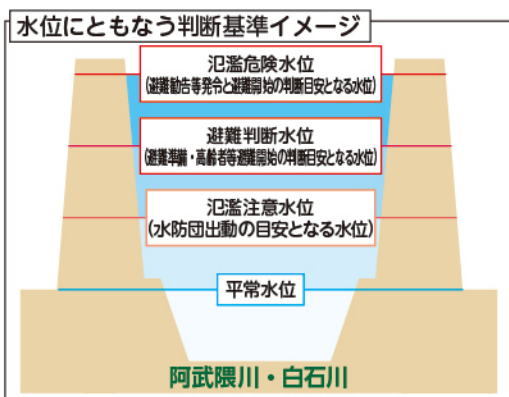 水位にともなう判断基準イメージ
氾濫危険水位
(避難勧告等発令と避難開始の判断目安となる水位)
避難判断水位
(避難準備・高齢者等避難開始の判断目安となる水位)
氾濫注意水位
(水防団出動の目安となる水位)
平常水位
阿武隈川・白石川